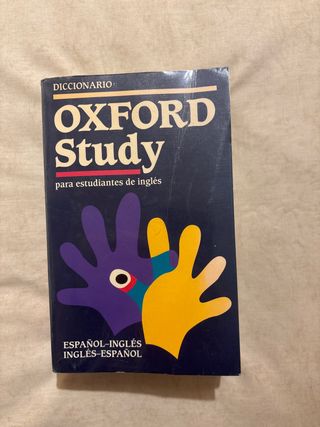 DICCIONARIO
OXFORD
Study
para estudiantes de inglés
ESPAÑOL-INGLÉS
INGLÉS-ESPAÑOL